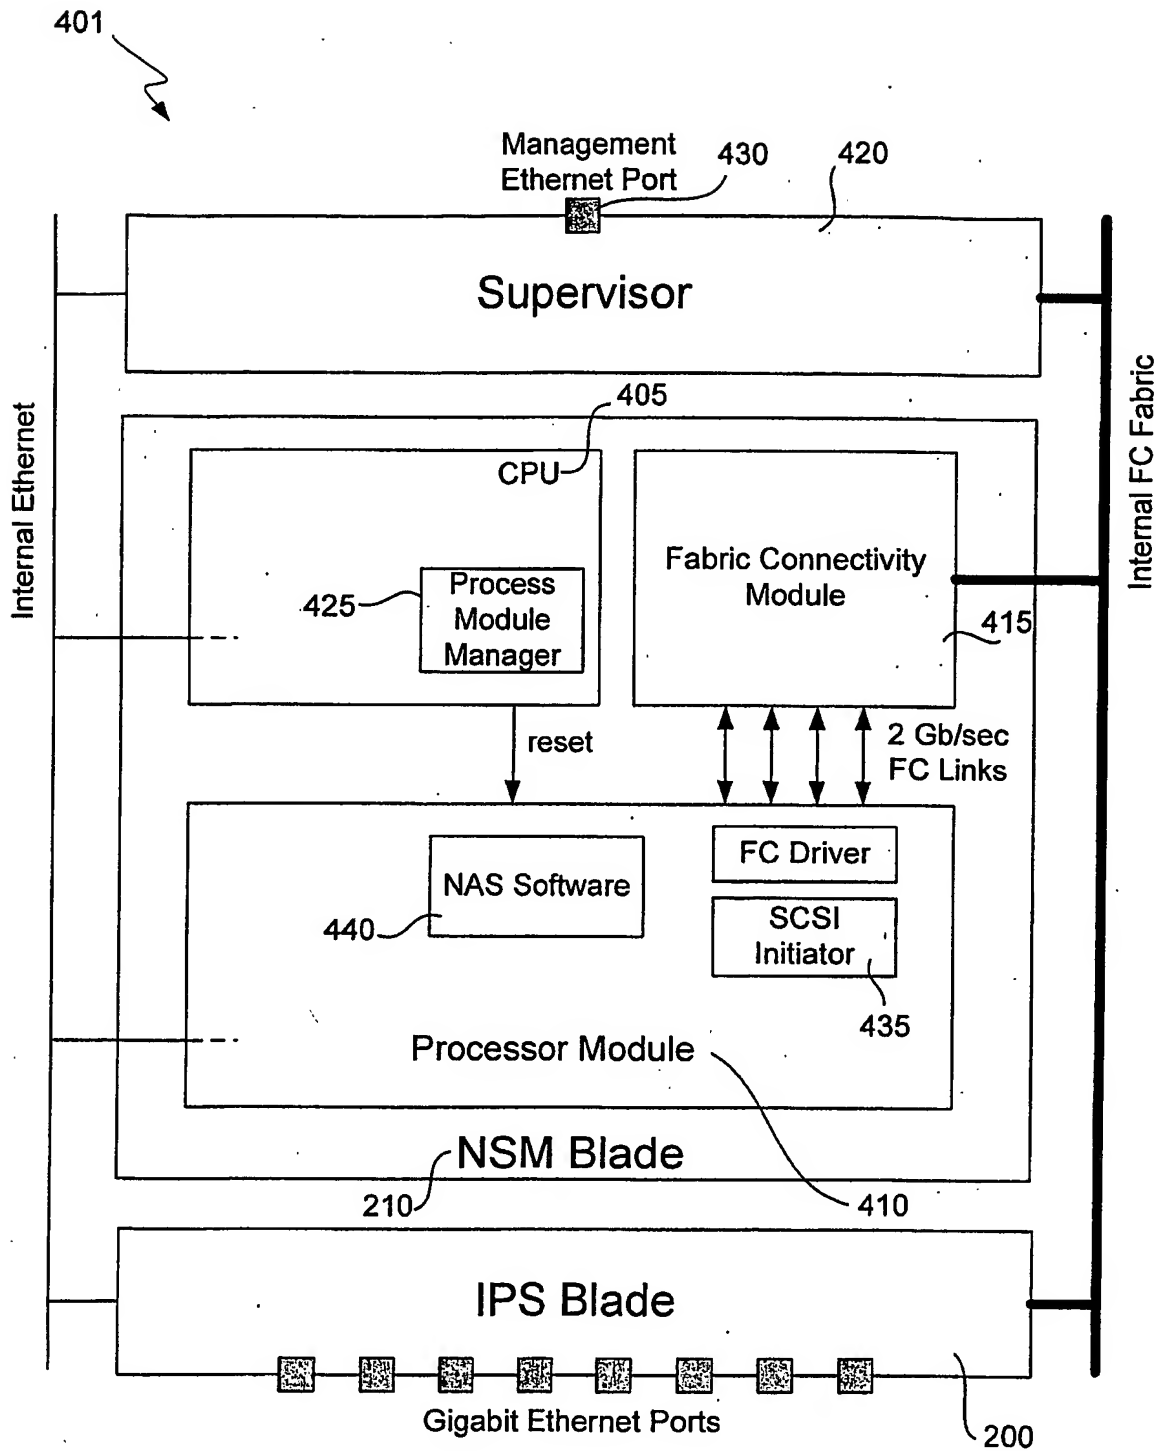 401
Management
Ethernet Port
430
420
Supervisor
Internal Ethernet
Internal FC Fabric
405
CPU
Fabric Connectivity
Module
425
Process
Module
Manager
415
reset
2 Gb/sec
FC Links
NAS Software
440
FC Driver
SCSI
Initiator
435
Processor Module
NSM Blade
210
410
IPS Blade
Gigabit Ethernet Ports
200